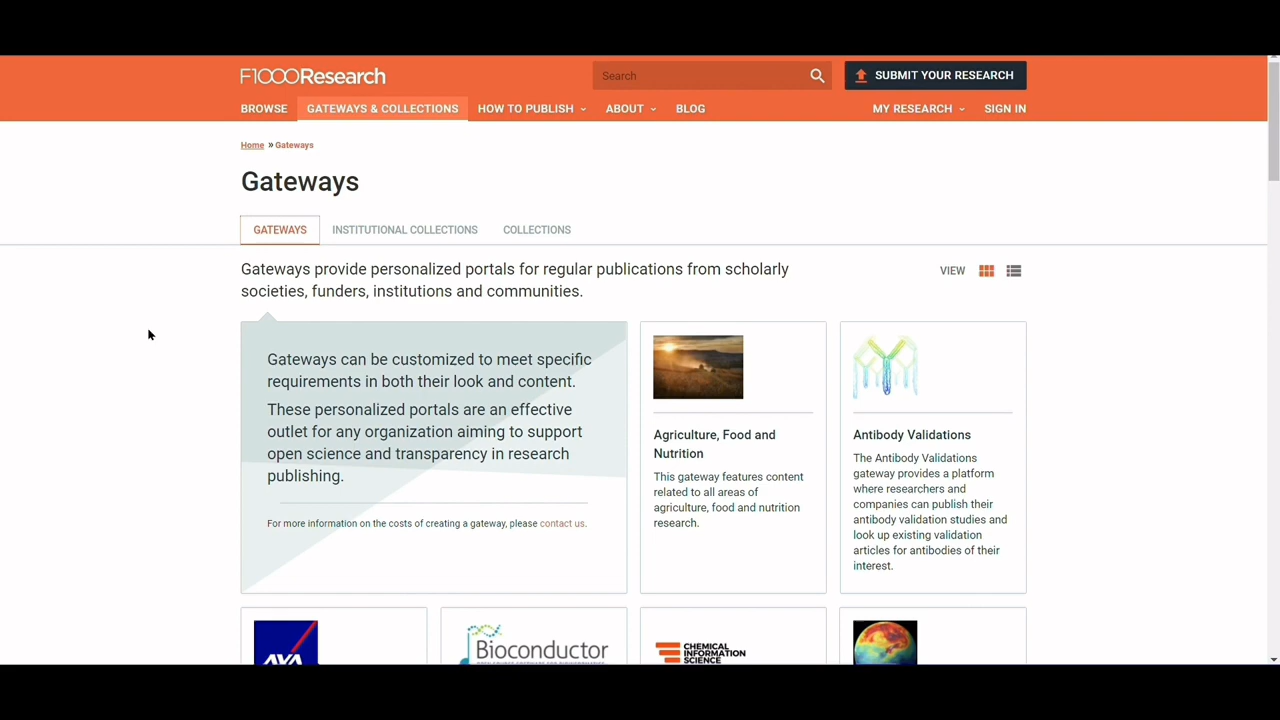 F1000Research
Search
SUBMIT YOUR RESEARCH
BROWSE
GATEWAYS & COLLECTIONS
HOW TO PUBLISH
ABOUT
BLOG
MY RESEARCH
SIGN IN
Home » Gateways
Gateways
GATEWAYS
INSTITUTIONAL COLLECTIONS
COLLECTIONS
Gateways provide personalized portals for regular publications from scholarly
societies, funders, institutions and communities.
VIEW
Gateways can be customized to meet specific
requirements in both their look and content.
These personalized portals are an effective
outlet for any organization aiming to support
open science and transparency in research
publishing.
For more information on the costs of creating a gateway, please contact us.
Agriculture, Food and
Nutrition
This gateway features content
related to all areas of
agriculture, food and nutrition
research.
Antibody Validations
The Antibody Validations
gateway provides a platform
where researchers and
companies can publish their
antibody validation studies and
look up existing validation
articles for antibodies of their
interest.
AXA
Bioconductor
CHEMICAL
INFORMATION
SCIENCE